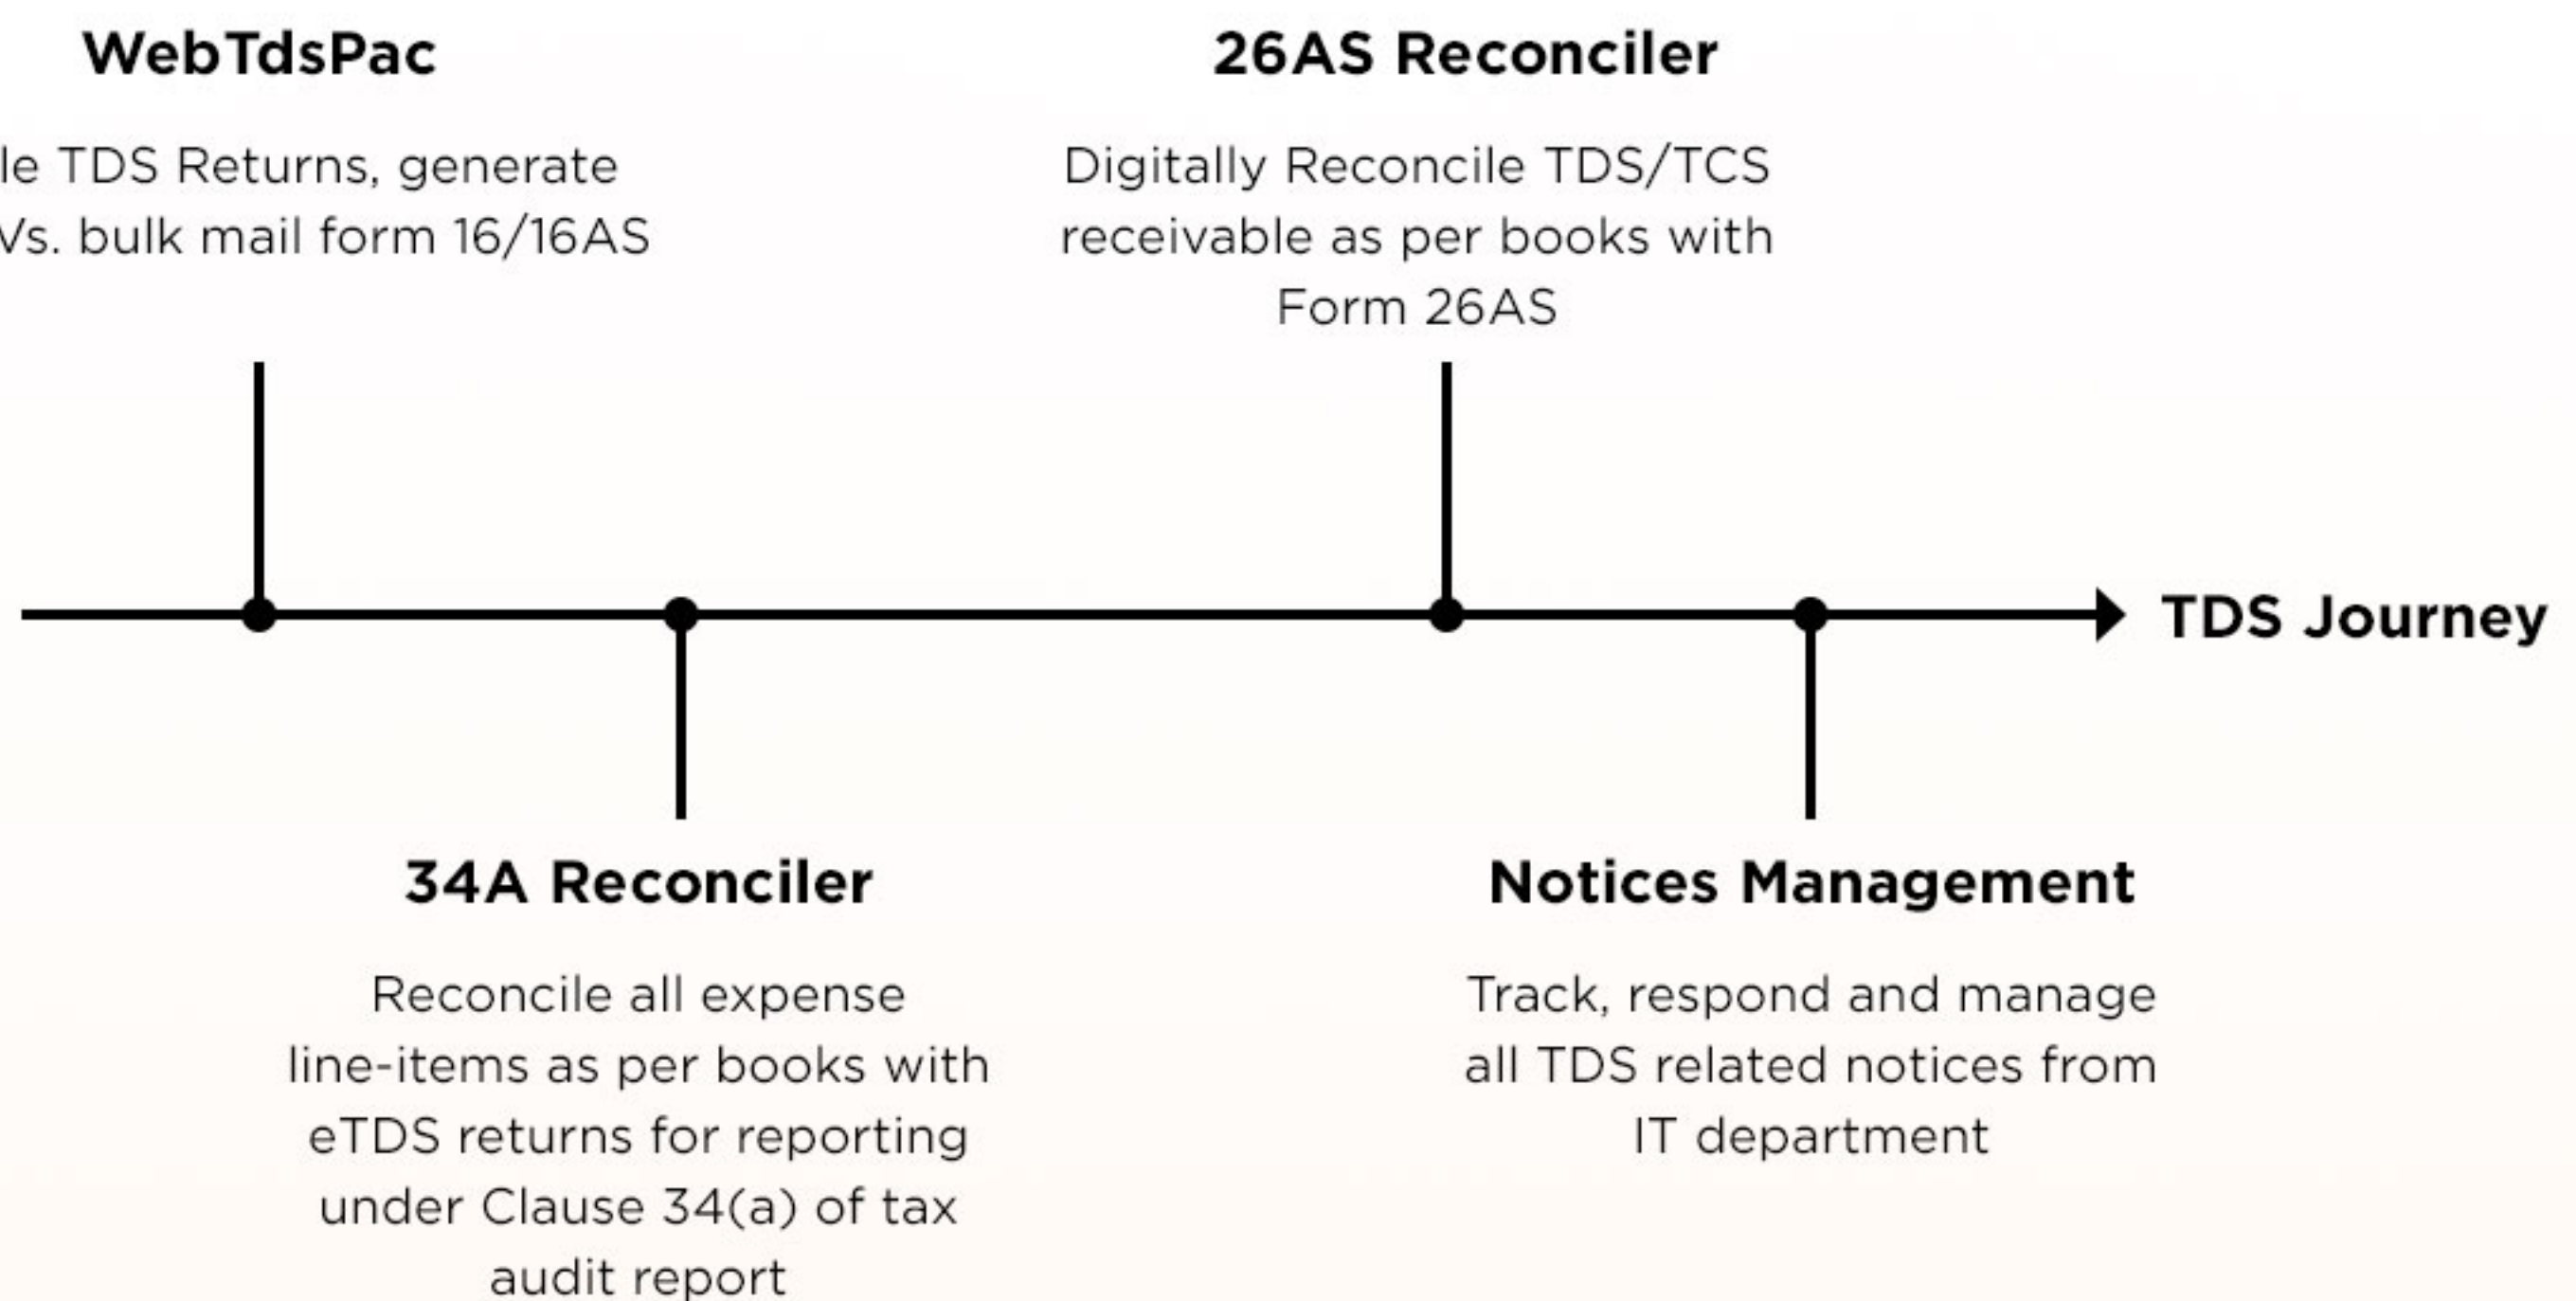 WebTdsPac
le TDS Returns, generate
Vs. bulk mail form 16/16AS
26AS Reconciler
Digitally Reconcile TDS/TCS
receivable as per books with
Form 26AS
TDS Journey
34A Reconciler
Reconcile all expense
line-items as per books with
eTDS returns for reporting
under Clause 34(a) of tax
audit report
Notices Management
Track, respond and manage
all TDS related notices from
IT department